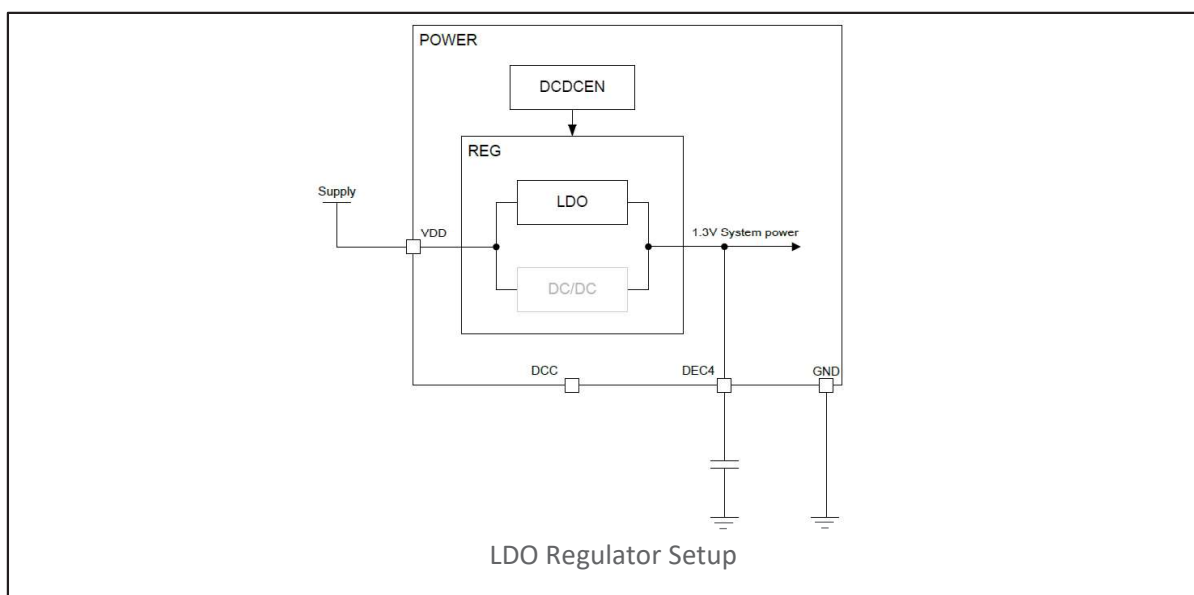 POWER
DCDCEN
REG
Supply
LDO
VDD
1.3V System power
DC/DC
DCC
DEC4
GND
LDO Regulator Setup